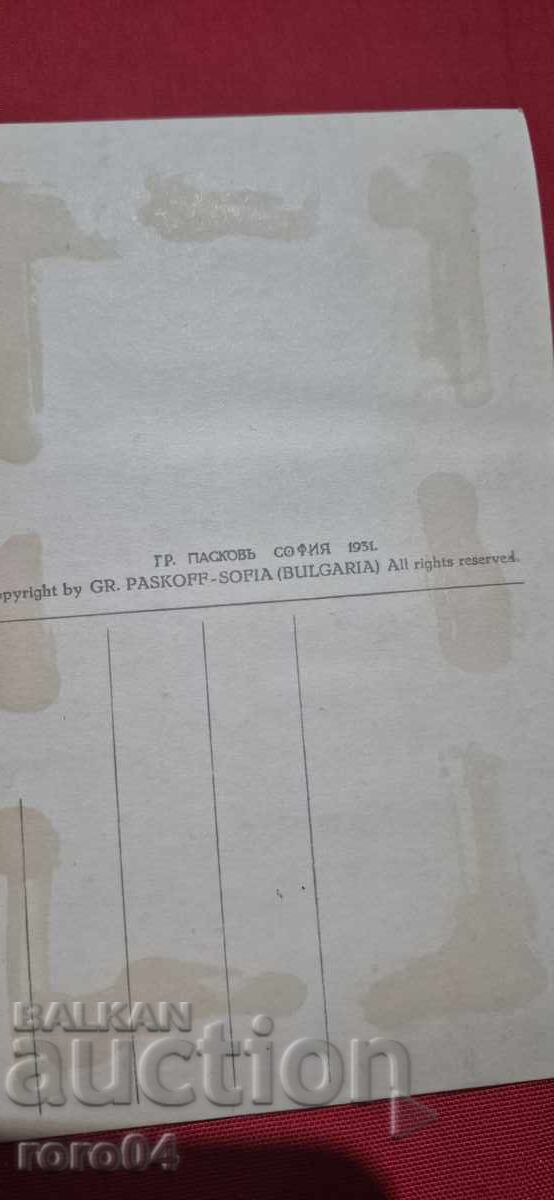 ГР. ПАСКОВЪ СОФИЯ 1931.
opyright by GR. PASKOFF-SOFIA (BULGARIA) All rights reserved.
BALKAN
auction
roro04